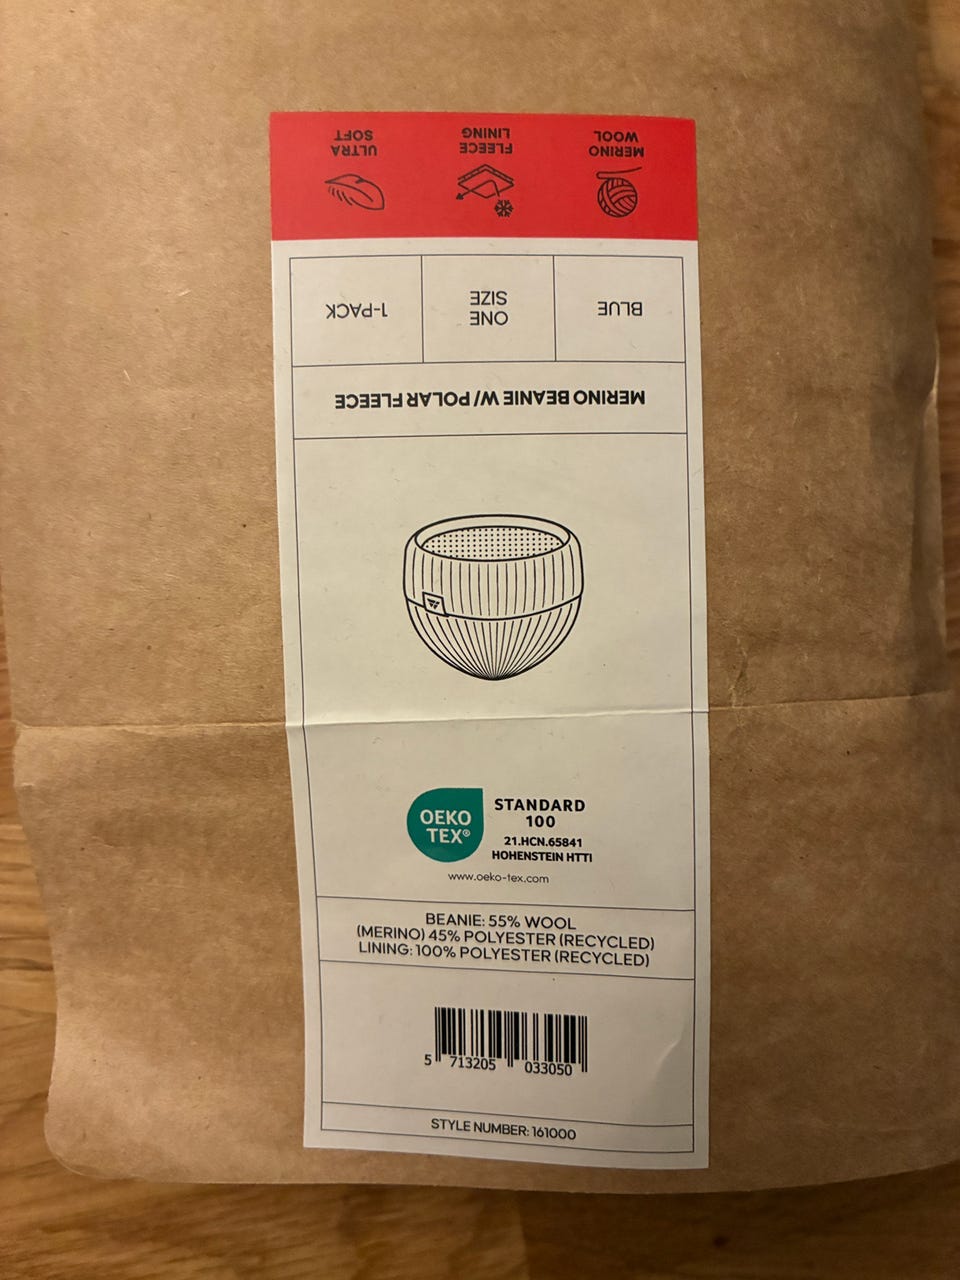 MERINO
WOOL
FLEECE
LINING
ULTRA
SOFT
BLUE
ONE
SIZE
1-PACK
MERINO BEANIE W/ POLAR FLEECE
OEKO
TEX®
STANDARD
100
21.HCN.65841
HOHENSTEIN HTTI
www.oeko-tex.com
BEANIE: 55% WOOL
(MERINO) 45% POLYESTER (RECYCLED)
LINING: 100% POLYESTER (RECYCLED)
5 713205 033050
STYLE NUMBER: 161000